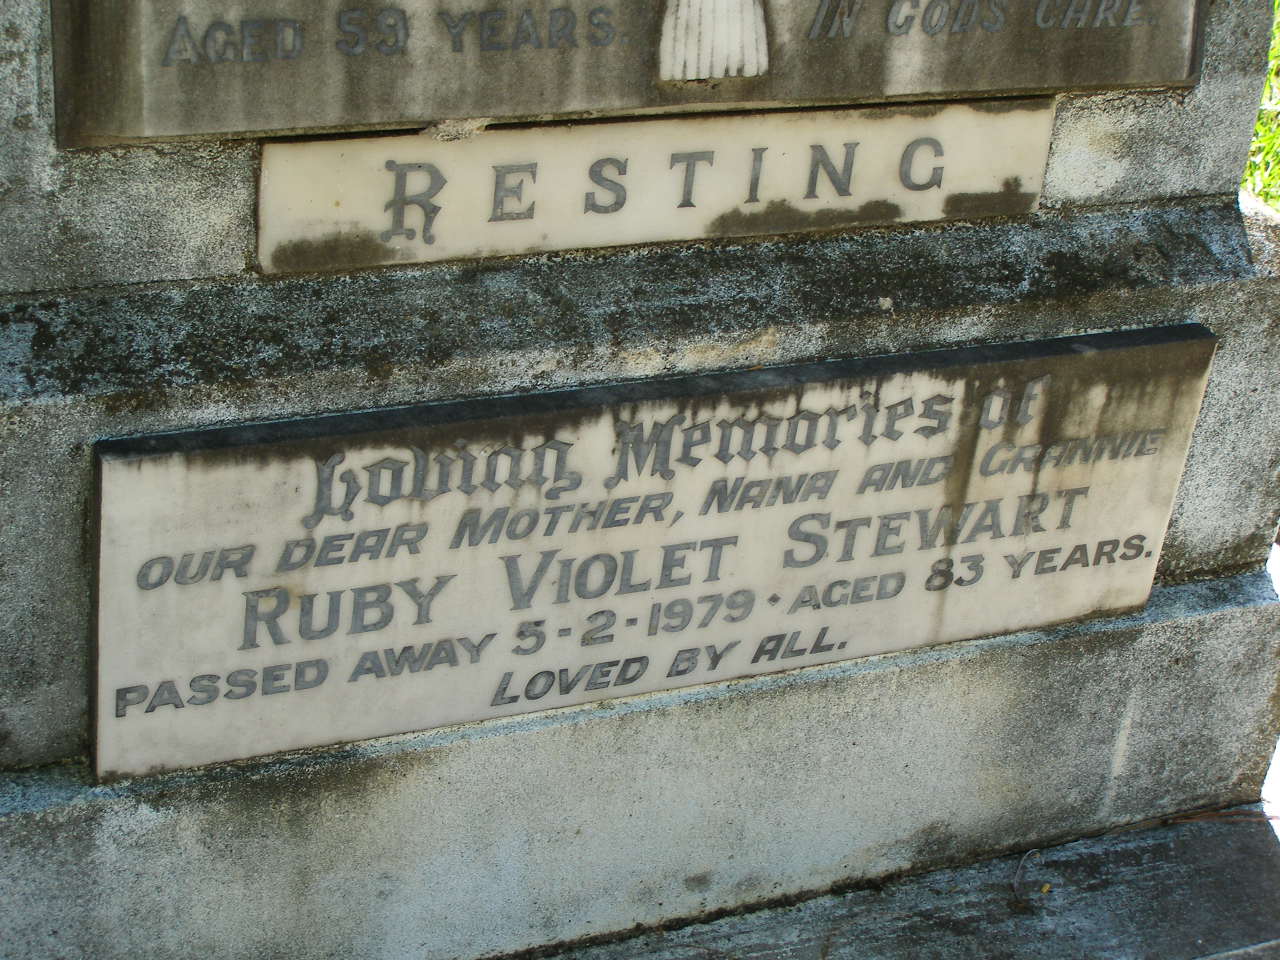 AGED 59 YEARS.
IN GODS CARE.
RESTING
Loving Memories of
OUR DEAR MOTHER, NANA AND GRANNIE
RUBY VIOLET STEWART
PASSED AWAY 5-2-1979 · AGED 83 YEARS.
LOVED BY ALL.